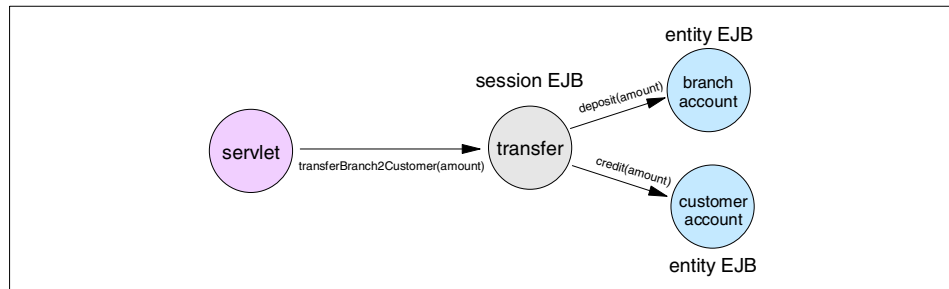 entity EJB
branch
account
session EJB
deposit(amount)
servlet
transferBranch2Customer(amount)
transfer
credit(amount)
customer
account
entity EJB